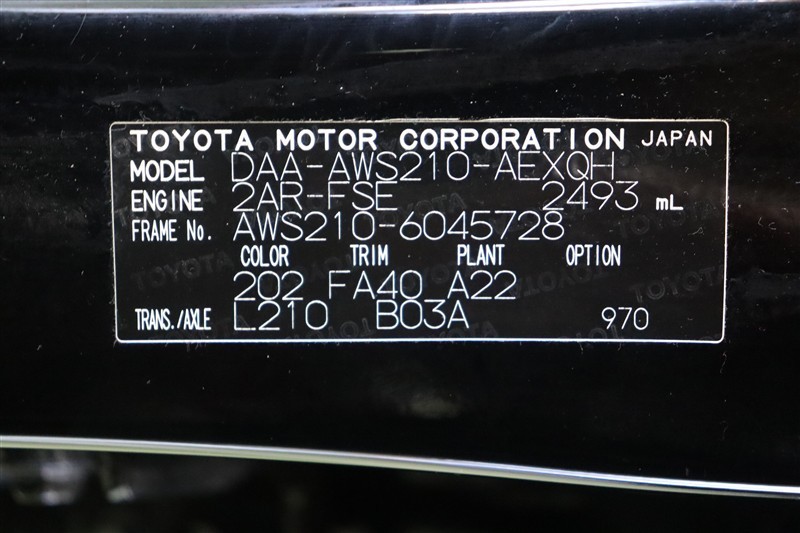 TOYOTA MOTOR CORPORATION JAPAN
MODEL DAA-AWS210-AEXQH
ENGINE 2AR-FSE 2493 mL
FRAME No. AWS210-6045728
COLOR TRIM PLANT OPTION
202 FA40 A22
TRANS./AXLE L210 B03A 970